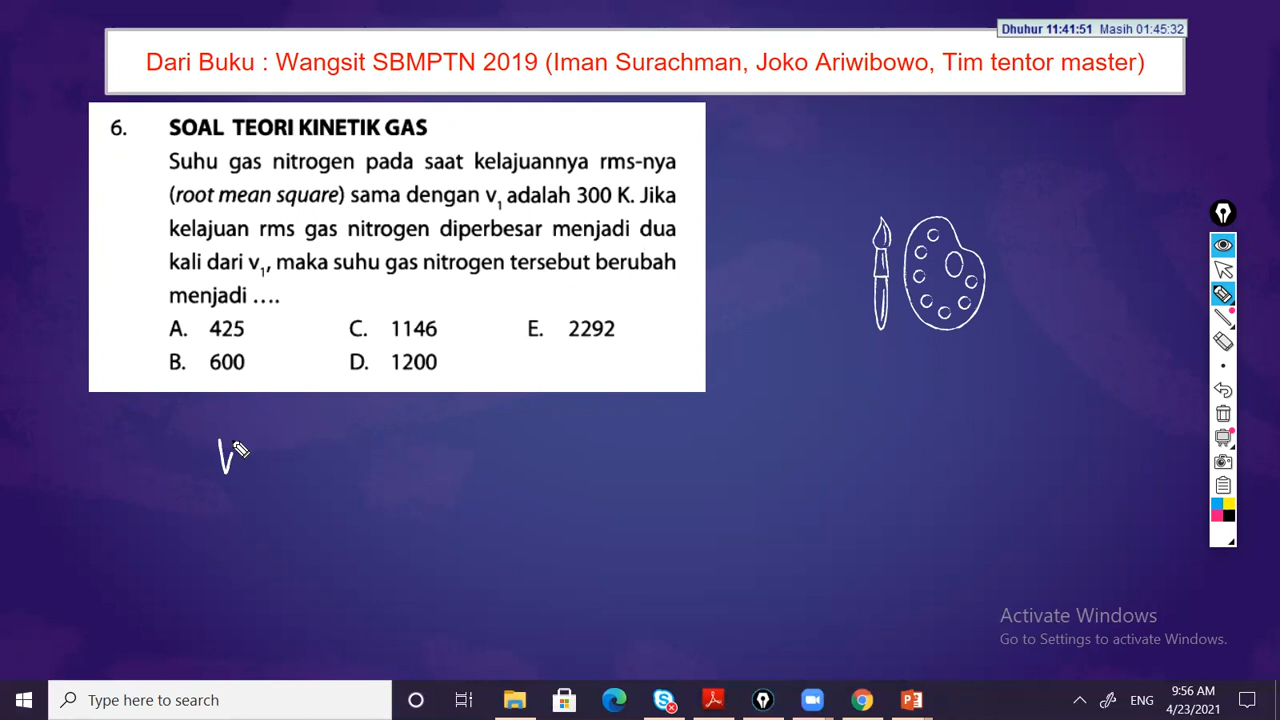 Dhuhur 11:41:51 Masih 01:45:32
Dari Buku : Wangsit SBMPTN 2019 (Iman Surachman, Joko Ariwibowo, Tim tentor master)
6. SOAL TEORI KINETIK GAS
Suhu gas nitrogen pada saat kelajuannya rms-nya
(root mean square) sama dengan v₁ adalah 300 K. Jika
kelajuan rms gas nitrogen diperbesar menjadi dua
kali dari v₁, maka suhu gas nitrogen tersebut berubah
menjadi ....
A. 425 C. 1146 E. 2292
B. 600 D. 1200
V
Activate Windows
Go to Settings to activate Windows.
Type here to search
ENG
9:56 AM
4/23/2021